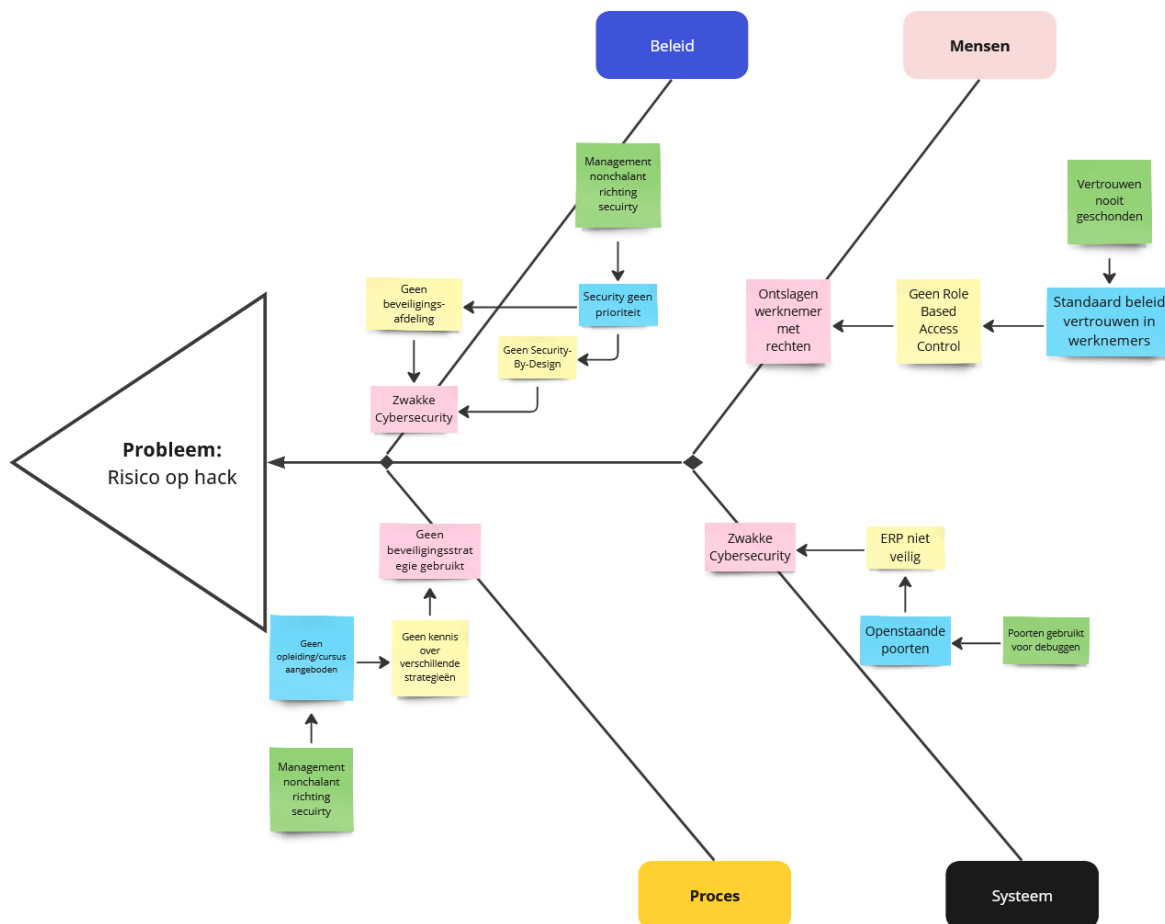 Beleid
Mensen
Management
nonchalant
richting
secuirty
Vertrouwen
nooit
geschonden
Geen
beveiligings-
afdeling
Security geen
prioriteit
Ontslagen
werknemer
met
rechten
Geen Role
Based
Access
Control
Standaard beleid
vertrouwen in
werknemers
Geen Security-
By-Design
Zwakke
Cybersecurity
Probleem:
Risico op hack
Geen
beveiligingsstrat
egie gebruikt
Zwakke
Cybersecurity
ERP niet
veilig
Geen
opleiding/cursus
aangeboden
Geen kennis
over
verschillende
strategieën
Openstaande
poorten
Poorten gebruikt
voor debuggen
Management
nonchalant
richting
secuirty
Proces
Systeem